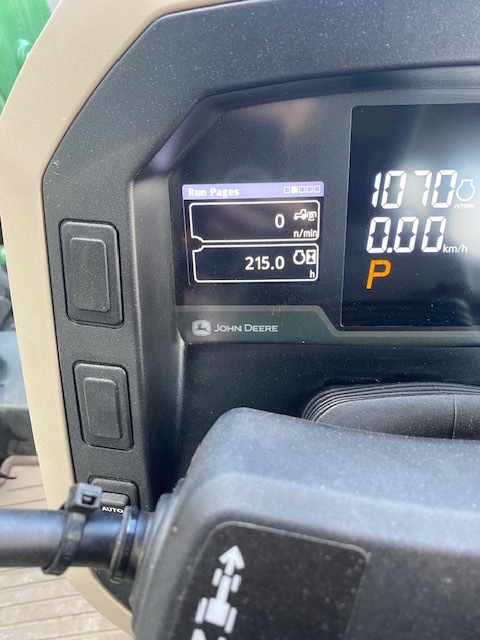 Run Pages
0
n/min
215.0
h
1070
n/min
0.00 km/h
P
JOHN DEERE
AUTO
N